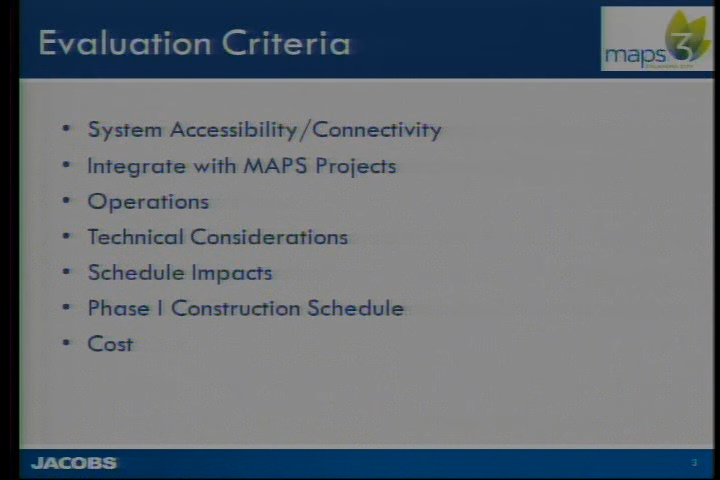 Evaluation Criteria
maps 3
• System Accessibility/Connectivity
• Integrate with MAPS Projects
• Operations
• Technical Considerations
• Schedule Impacts
• Phase I Construction Schedule
• Cost
JACOBS
3